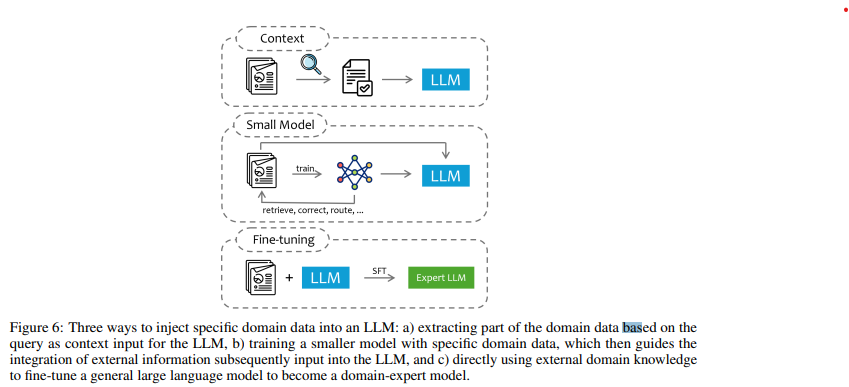 Context
LLM
Small Model
train
LLM
retrieve, correct, route, ...
Fine-tuning
+ LLM SFT Expert LLM
Figure 6: Three ways to inject specific domain data into an LLM: a) extracting part of the domain data based on the
query as context input for the LLM, b) training a smaller model with specific domain data, which then guides the
integration of external information subsequently input into the LLM, and c) directly using external domain knowledge
to fine-tune a general large language model to become a domain-expert model.